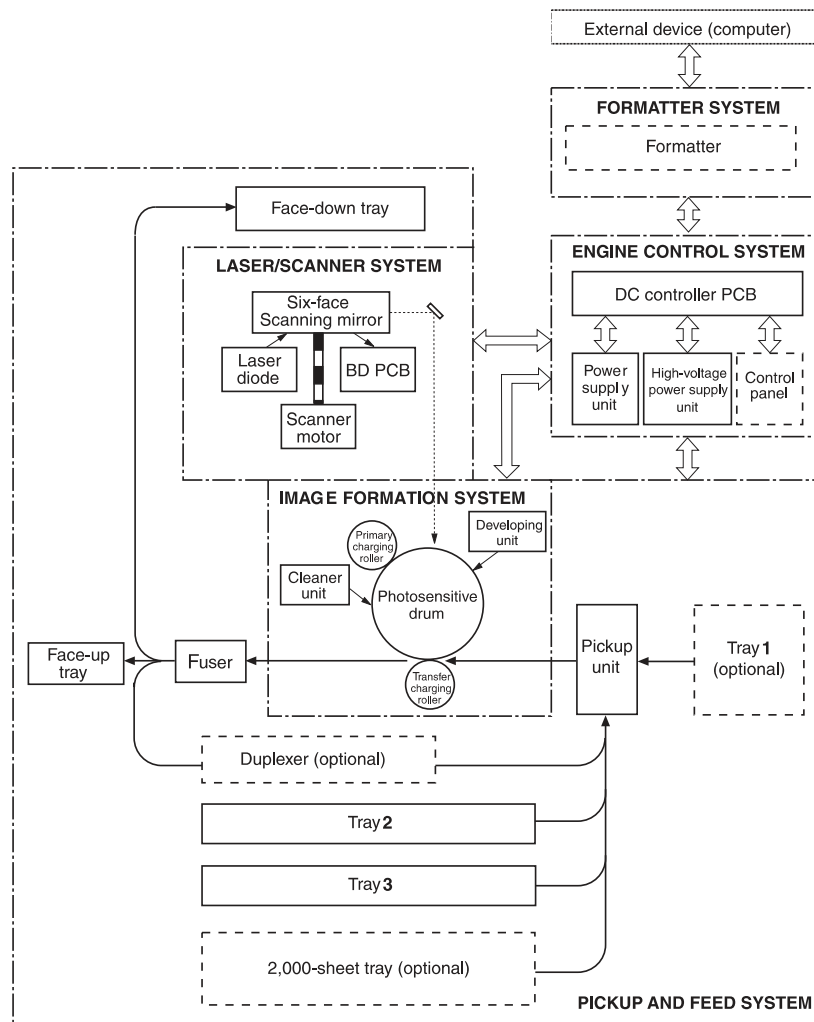 External device (computer)
FORMATTER SYSTEM
Formatter
Face-down tray
LASER/SCANNER SYSTEM
Six-face
Scanning mirror
Laser
diode
BD PCB
Scanner
motor
ENGINE CONTROL SYSTEM
DC controller PCB
Power
supply
unit
High-voltage
power supply
unit
Control
panel
IMAGE FORMATION SYSTEM
Primary
charging
roller
Developing
unit
Cleaner
unit
Photosensitive
drum
Transfer
charging
roller
Face-up
tray
Fuser
Pickup
unit
Tray 1
(optional)
Duplexer (optional)
Tray 2
Tray 3
2,000-sheet tray (optional)
PICKUP AND FEED SYSTEM